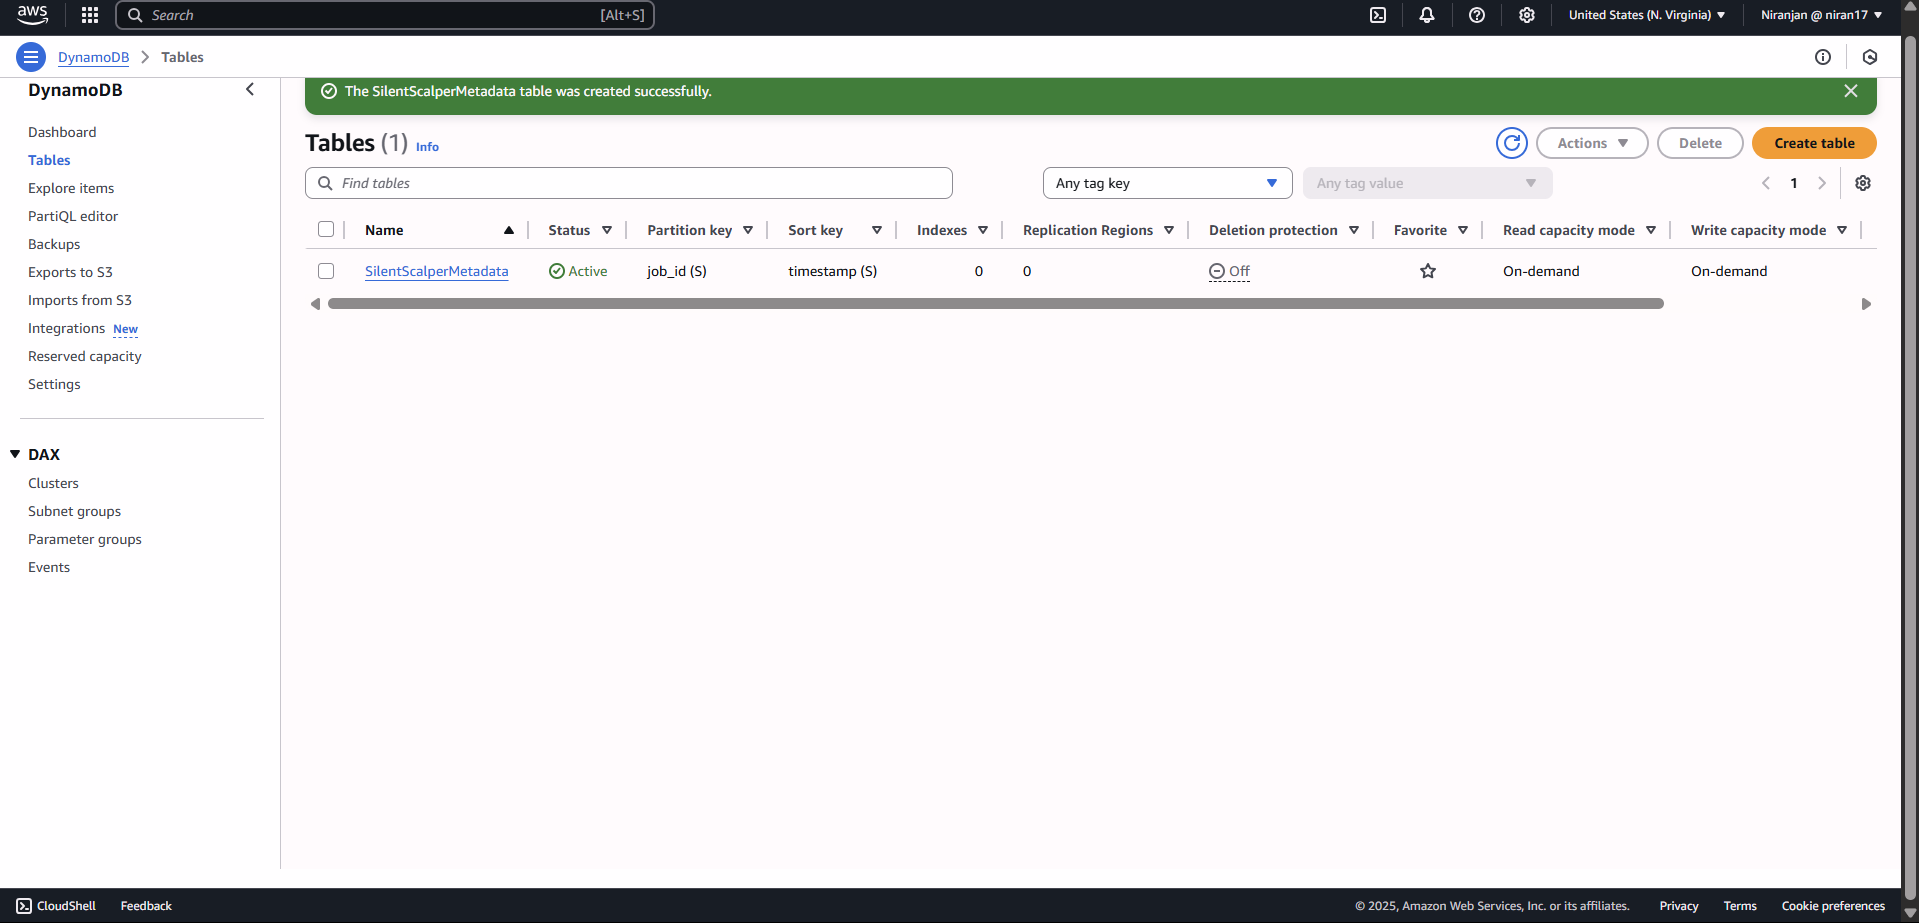 aws
Search [Alt+S]
United States (N. Virginia)
Niranjan @ niran17
DynamoDB > Tables
DynamoDB
Dashboard
Tables
Explore items
PartiQL editor
Backups
Exports to S3
Imports from S3
Integrations New
Reserved capacity
Settings
DAX
Clusters
Subnet groups
Parameter groups
Events
The SilentScalperMetadata table was created successfully.
Tables (1) Info
Actions
Delete
Create table
Find tables
Any tag key
Any tag value
1
Name Status Partition key Sort key Indexes Replication Regions Deletion protection Favorite Read capacity mode Write capacity mode
SilentScalperMetadata Active job_id (S) timestamp (S) 0 0 Off On-demand On-demand
CloudShell Feedback © 2025, Amazon Web Services, Inc. or its affiliates. Privacy Terms Cookie preferences